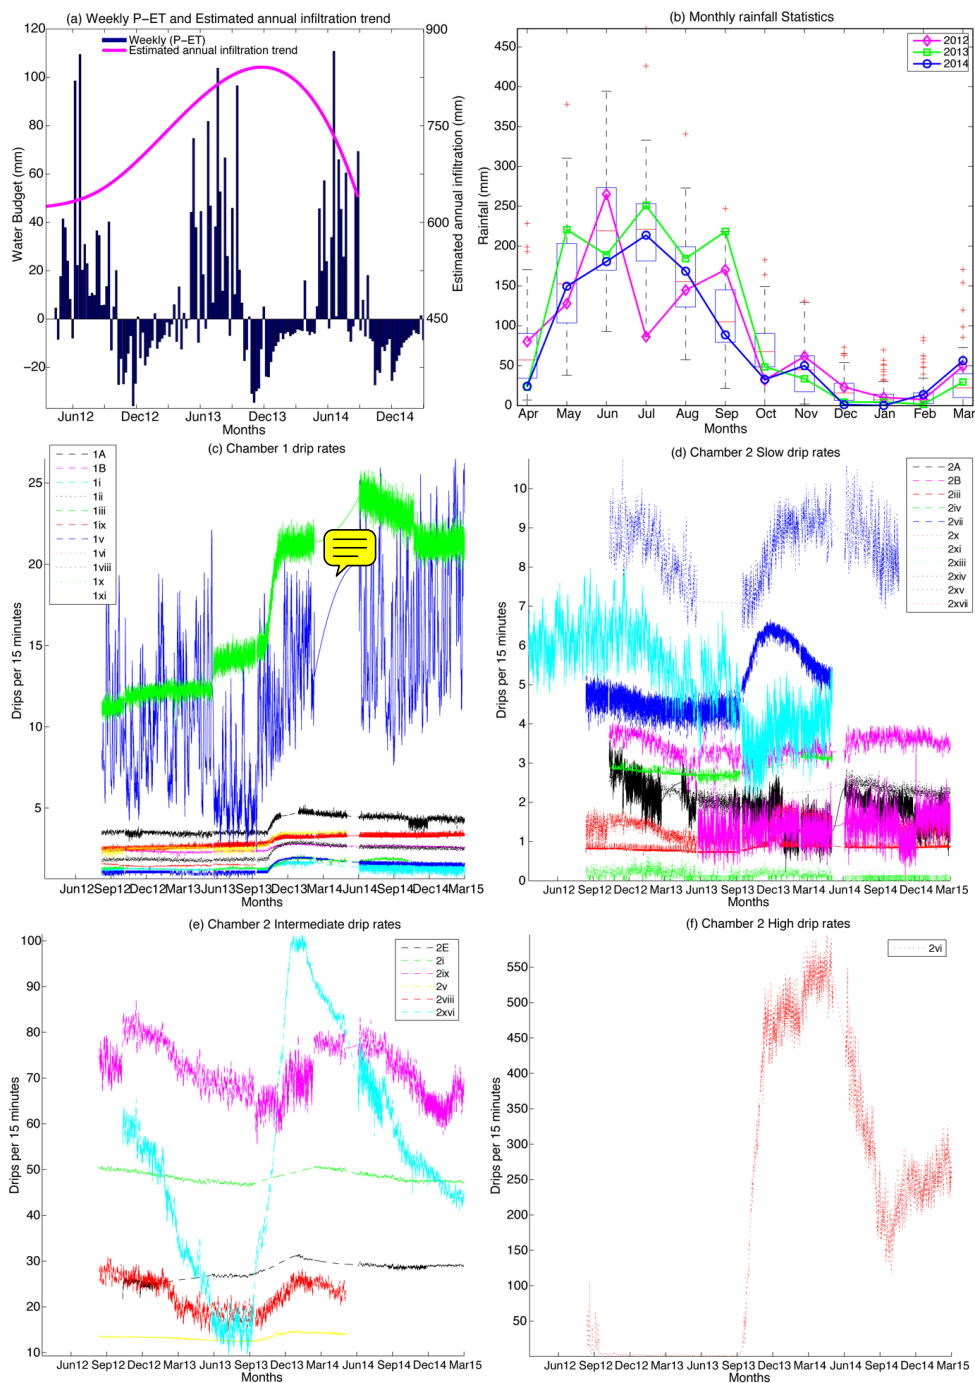 (a) Weekly P-ET and Estimated annual infiltration trend
Weekly (P-ET)
Estimated annual infiltration trend
Water Budget (mm)
120
100
80
60
40
20
0
-20
900
750
600
450
Estimated annual infiltration (mm)
Jun12 Dec12 Jun13 Dec13 Jun14 Dec14
Months
(b) Monthly rainfall Statistics
2012
2013
2014
Rainfall (mm)
450
400
350
300
250
200
150
100
50
0
Apr May Jun Jul Aug Sep Oct Nov Dec Jan Feb Mar
Months
(c) Chamber 1 drip rates
1A
1B
1i
1ii
1iii
1ix
1v
1vi
1viii
1x
1xi
Drips per 15 minutes
25
20
15
10
5
Jun12 Sep12 Dec12 Mar13 Jun13 Sep13 Dec13 Mar14 Jun14 Sep14 Dec14 Mar15
Months
(d) Chamber 2 Slow drip rates
2A
2B
2iii
2iv
2vii
2x
2xi
2xiii
2xiv
2xv
2xvii
Drips per 15 minutes
10
9
8
7
6
5
4
3
2
1
0
Jun12 Sep12 Dec12 Mar13 Jun13 Sep13 Dec13 Mar14 Jun14 Sep14 Dec14 Mar15
Months
(e) Chamber 2 Intermediate drip rates
2E
2i
2ix
2v
2viii
2xvi
Drips per 15 minutes
100
90
80
70
60
50
40
30
20
10
Jun12 Sep12 Dec12 Mar13 Jun13 Sep13 Dec13 Mar14 Jun14 Sep14 Dec14 Mar15
Months
(f) Chamber 2 High drip rates
2vi
Drips per 15 minutes
550
500
450
400
350
300
250
200
150
100
50
Jun12 Sep12 Dec12 Mar13 Jun13 Sep13 Dec13 Mar14 Jun14 Sep14 Dec14 Mar15
Months